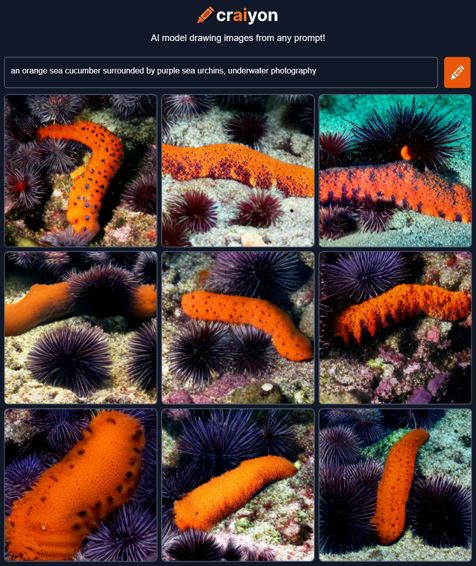 craiyon
AI model drawing images from any prompt!
an orange sea cucumber surrounded by purple sea urchins, underwater photography